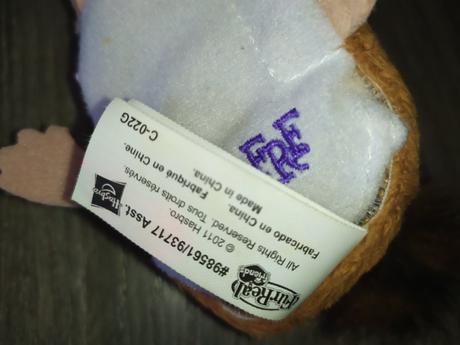 FurReal
Friends
#98561/93717 Asst.
Hasbro
© 2011 Hasbro.
All Rights Reserved. Tous droits réservés.
Fabricado en China. Fabriqué en Chine.
Made in China.
C-022G
FRF